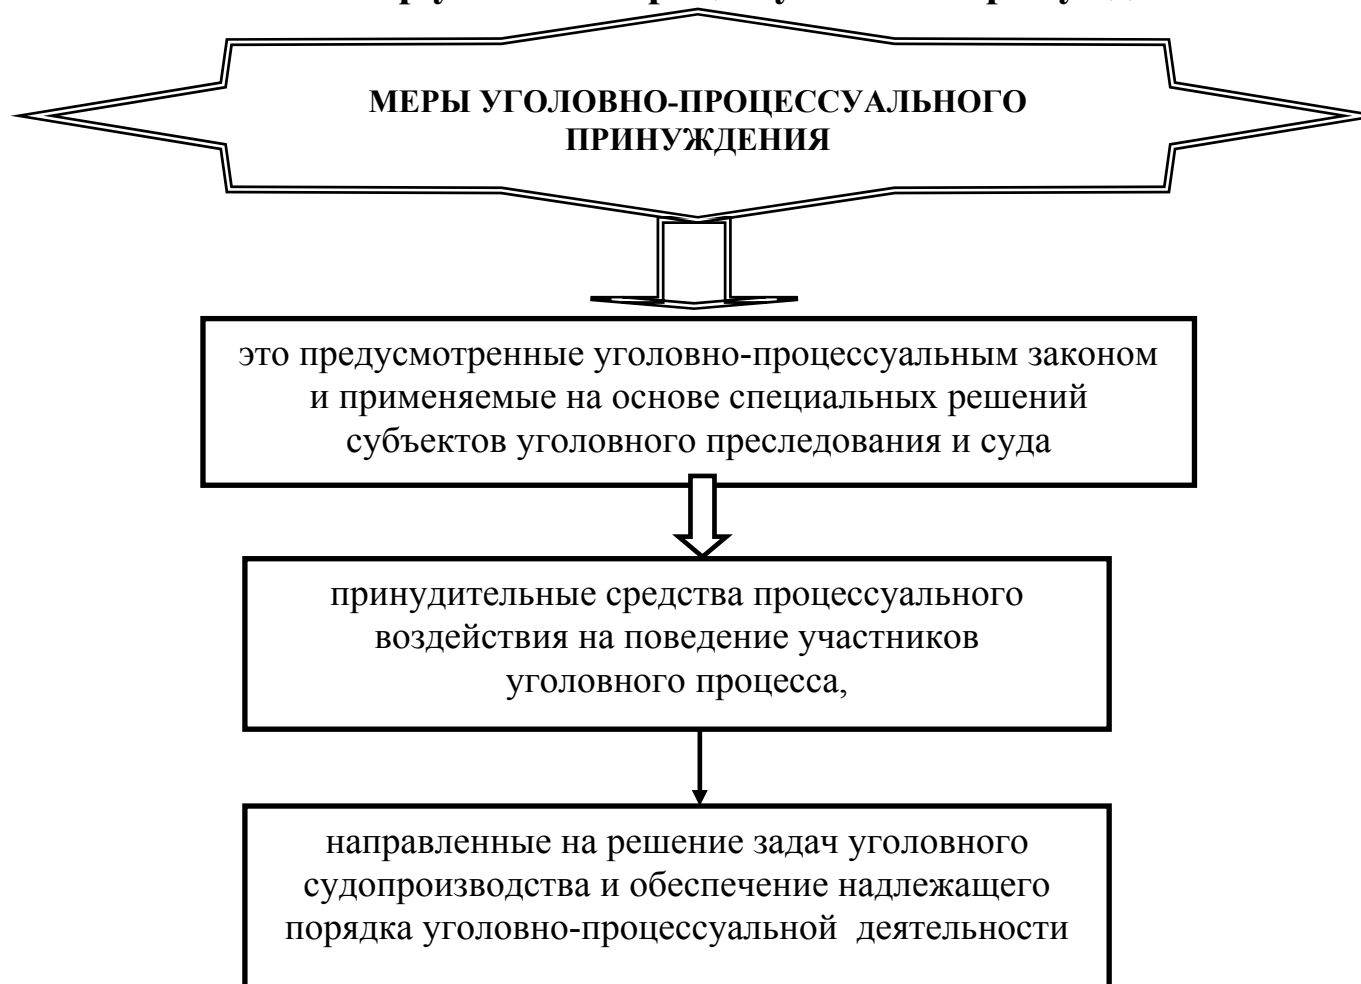 МЕРЫ УГОЛОВНО-ПРОЦЕССУАЛЬНОГО
ПРИНУЖДЕНИЯ
это предусмотренные уголовно-процессуальным законом
и применяемые на основе специальных решений
субъектов уголовного преследования и суда
принудительные средства процессуального
воздействия на поведение участников
уголовного процесса,
направленные на решение задач уголовного
судопроизводства и обеспечение надлежащего
порядка уголовно-процессуальной  деятельности